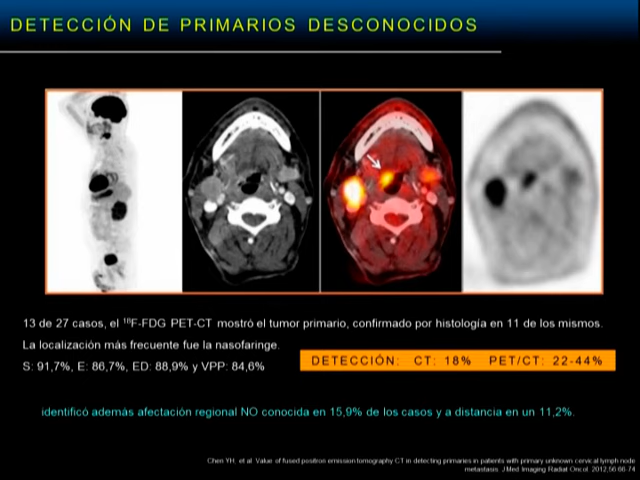 DETECCIÓN DE PRIMARIOS DESCONOCIDOS
13 de 27 casos, el ¹⁸F-FDG PET-CT mostró el tumor primario, confirmado por histología en 11 de los mismos.
La localización más frecuente fue la nasofaringe.
S: 91,7%, E: 86,7%, ED: 88,9% y VPP: 84,6%
DETECCIÓN: CT: 18% PET/CT: 22-44%
identificó además afectación regional NO conocida en 15,9% de los casos y a distancia en un 11,2%.
Chen YH, et al. Value of fused positron emission tomography CT in detecting primaries in patients with primary unknown cervical lymph node
metastasis. J Med Imaging Radiat Oncol. 2012;56:66-74